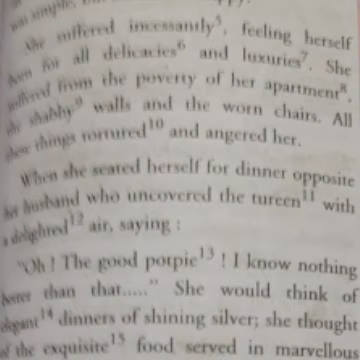 was simple,
She suffered incessantly5, feeling herself
born for all delicacies6 and luxuries7. She
suffered from the poverty of her apartment8,
the shabby9 walls and the worn chairs. All
these things tortured10 and angered her.
When she seated herself for dinner opposite
her husband who uncovered the tureen11 with
a delighted12 air, saying :
"Oh ! The good potpie13 ! I know nothing
better than that....." She would think of
elegant14 dinners of shining silver; she thought
of the exquisite15 food served in marvellous